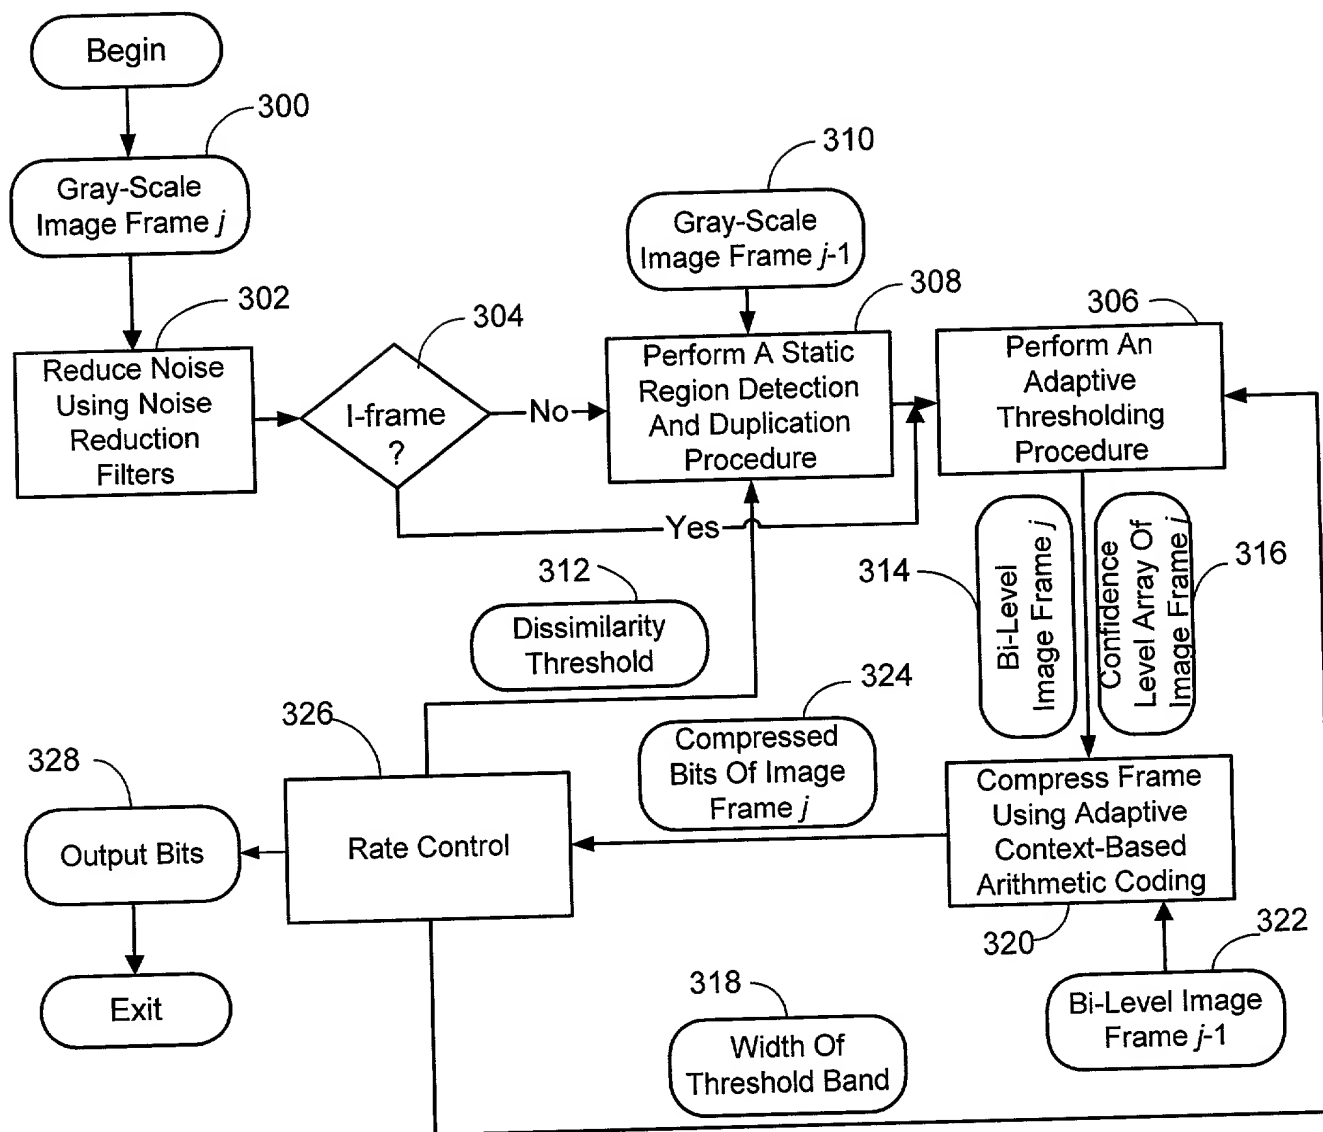 Begin
300
Gray-Scale
Image Frame j
310
Gray-Scale
Image Frame j-1
302
304
308
306
Reduce Noise
Using Noise
Reduction
Filters
I-frame
?
No
Perform A Static
Region Detection
And Duplication
Procedure
Perform An
Adaptive
Thresholding
Procedure
Yes
312
Dissimilarity
Threshold
314
Bi-Level
Image Frame j
Confidence
Level Array Of
Image Frame j
316
324
Compressed
Bits Of Image
Frame j
326
328
Output Bits
Rate Control
Compress Frame
Using Adaptive
Context-Based
Arithmetic Coding
320
322
Bi-Level Image
Frame j-1
Exit
318
Width Of
Threshold Band